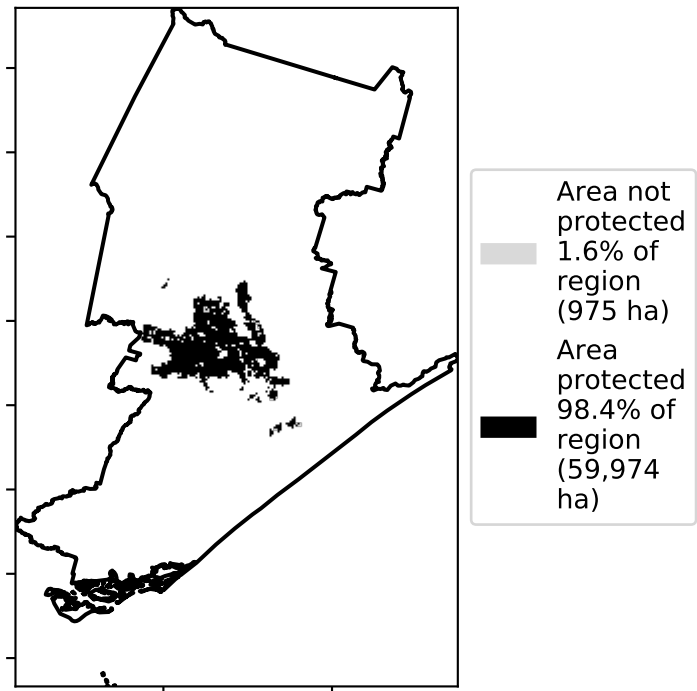 Area not
protected
1.6% of
region
(975 ha)
Area
protected
98.4% of
region
(59,974
ha)